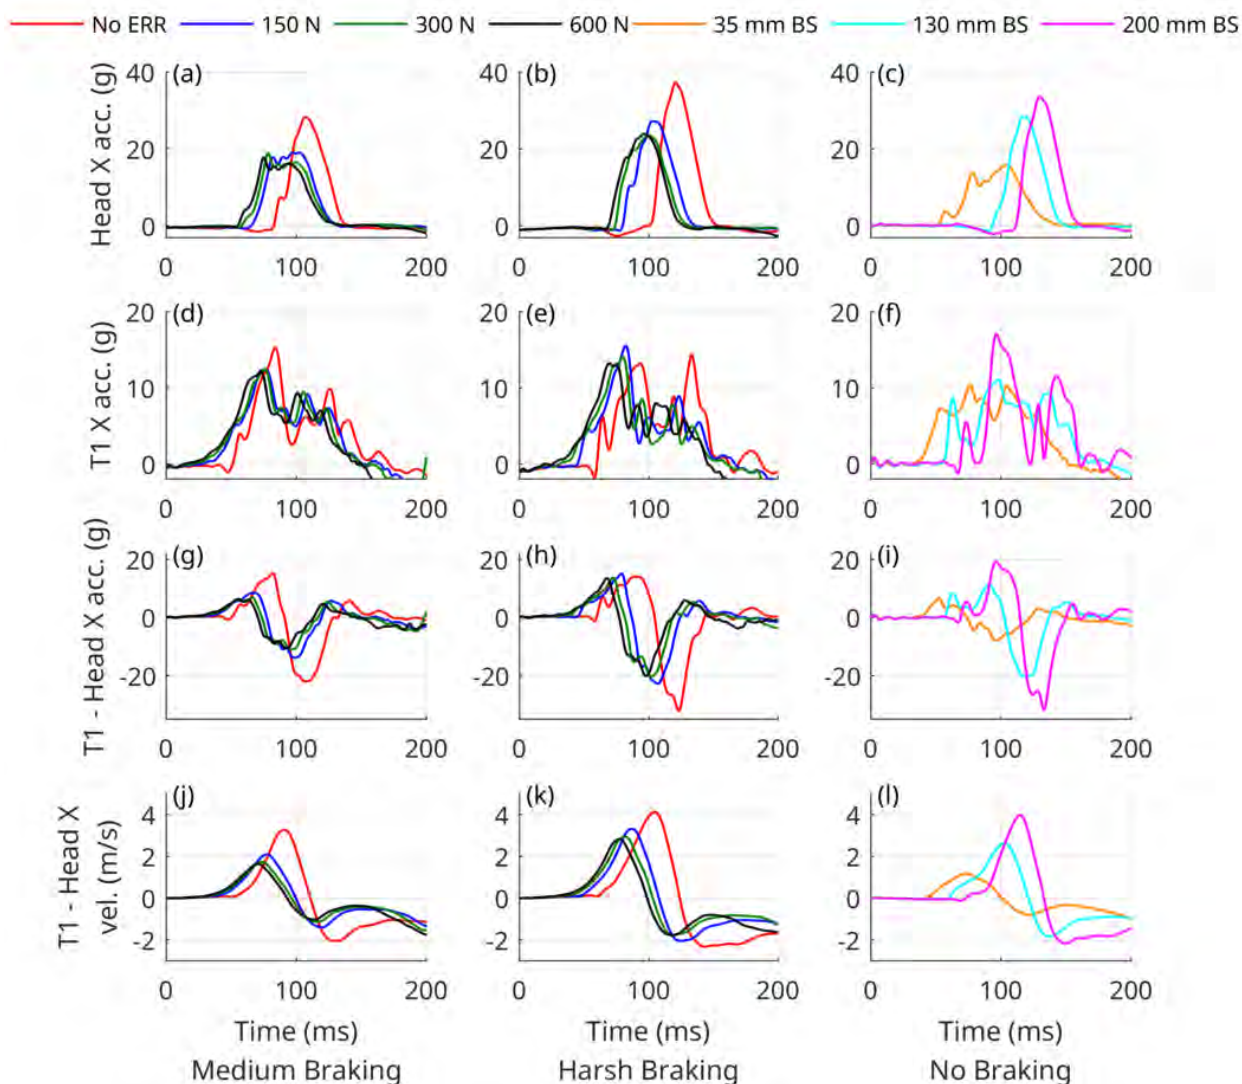 No ERR 150 N 300 N 600 N 35 mm BS 130 mm BS 200 mm BS
(a) (b) (c)
Head X acc. (g)
40 40 40
20 20 20
0 0 0
0 100 200 0 100 200 0 100 200
(d) (e) (f)
T1 X acc. (g)
20 20 20
10 10 10
0 0 0
0 100 200 0 100 200 0 100 200
(g) (h) (i)
T1 - Head X acc. (g)
20 20 20
0 0 0
-20 -20 -20
0 100 200 0 100 200 0 100 200
(j) (k) (l)
T1 - Head X
vel. (m/s)
4 4 4
2 2 2
0 0 0
-2 -2 -2
0 100 200 0 100 200 0 100 200
Time (ms) Time (ms) Time (ms)
Medium Braking Harsh Braking No Braking